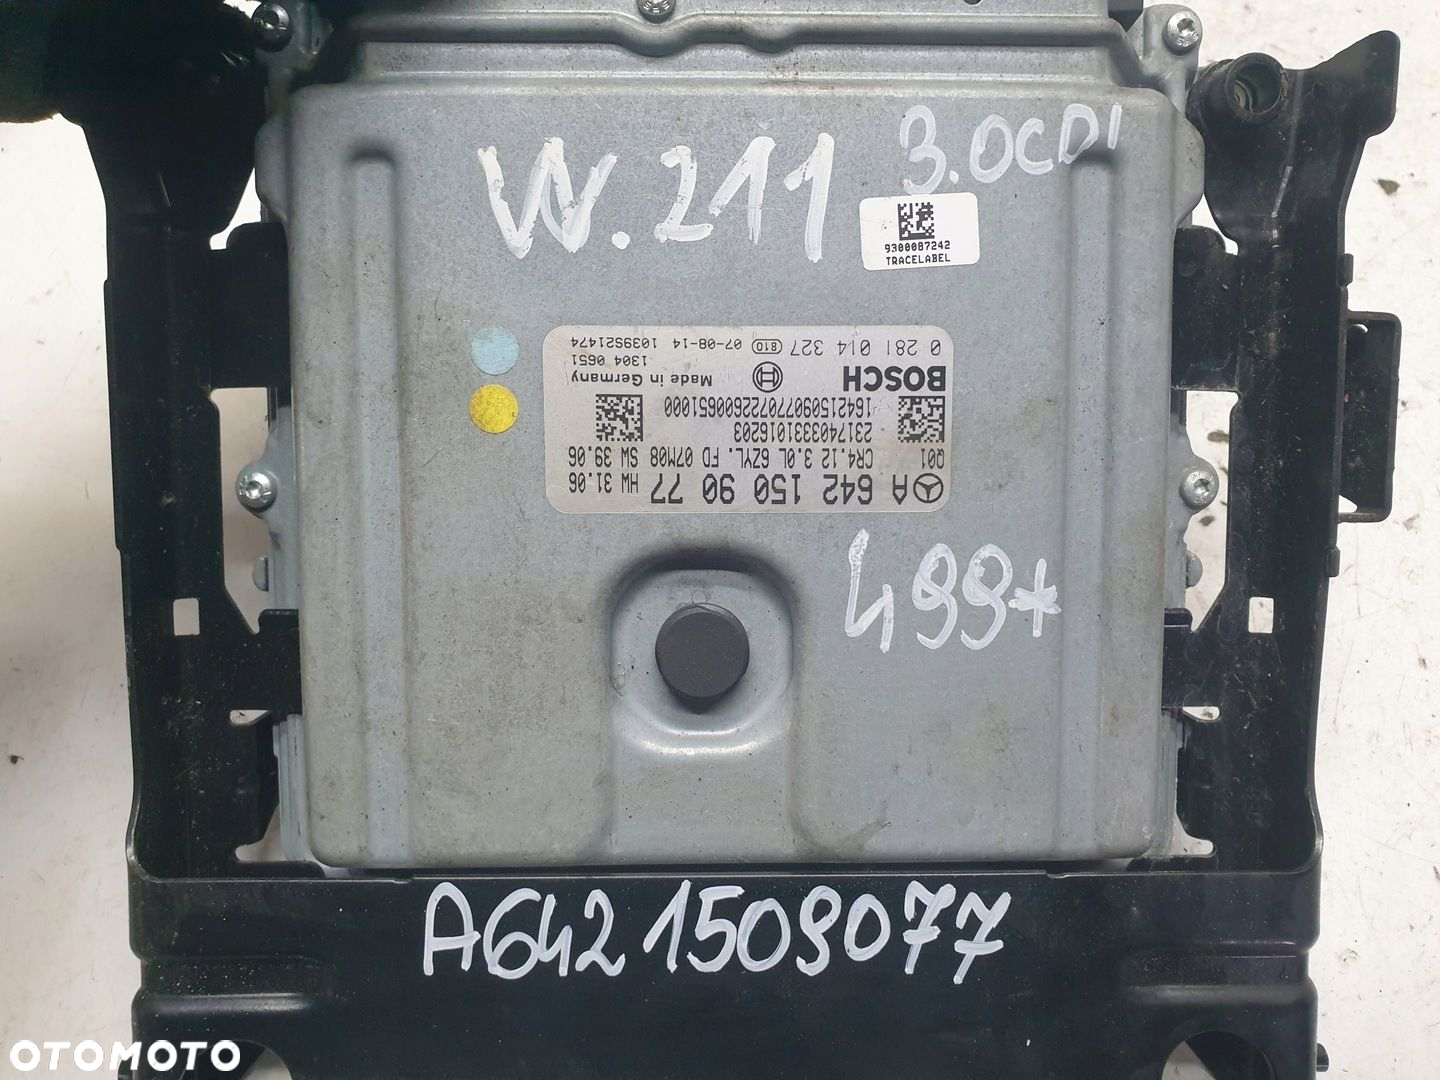 W.211
3.0CDI
9300087242
TRACELABEL
A 642 150 90 77 HW 31.06
Q01 CR4.12 3.0L 6ZYL. FD 07M08 SW 39.06
2317403331016203
16421509077072260006510​00
BOSCH Made in Germany 1304 0651
0 281 014 327 810 07-08-14 1039S21474
499*
A6421509077
OTOMOTO